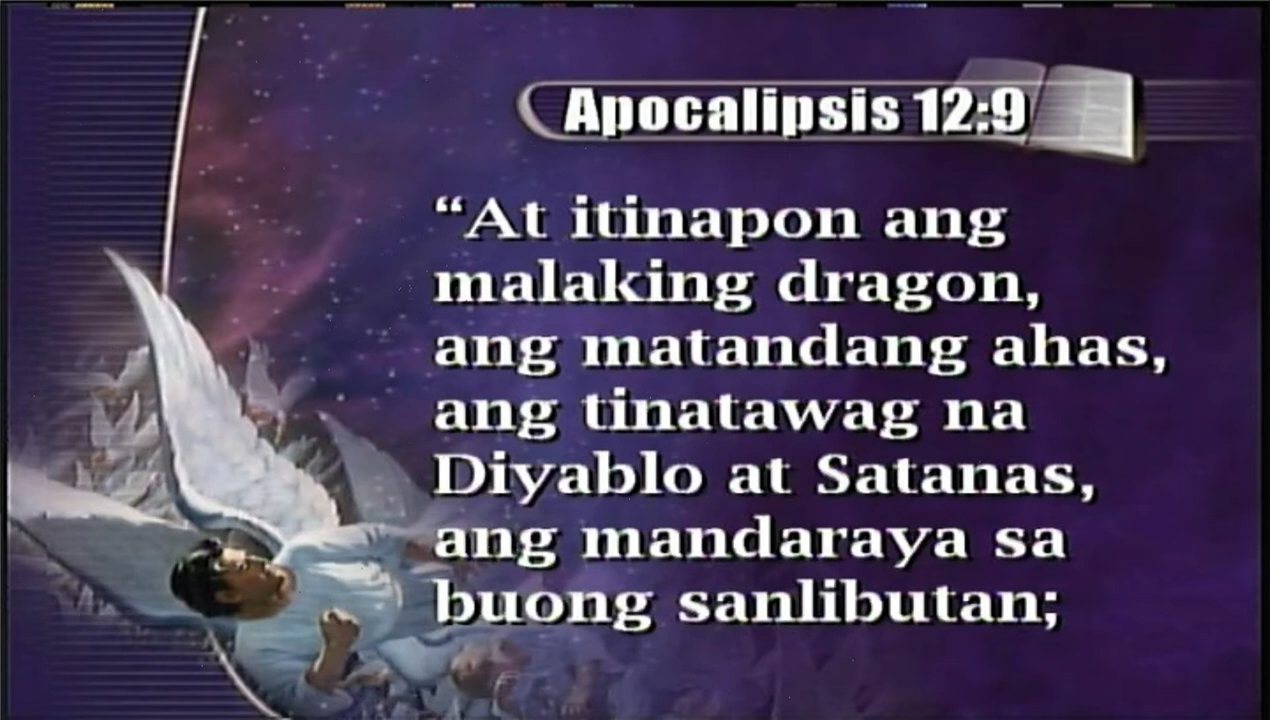 Apocalipsis 12:9
“At itinapon ang
malaking dragon,
ang matandang ahas,
ang tinatawag na
Diyablo at Satanas,
ang mandaraya sa
buong sanlibutan;